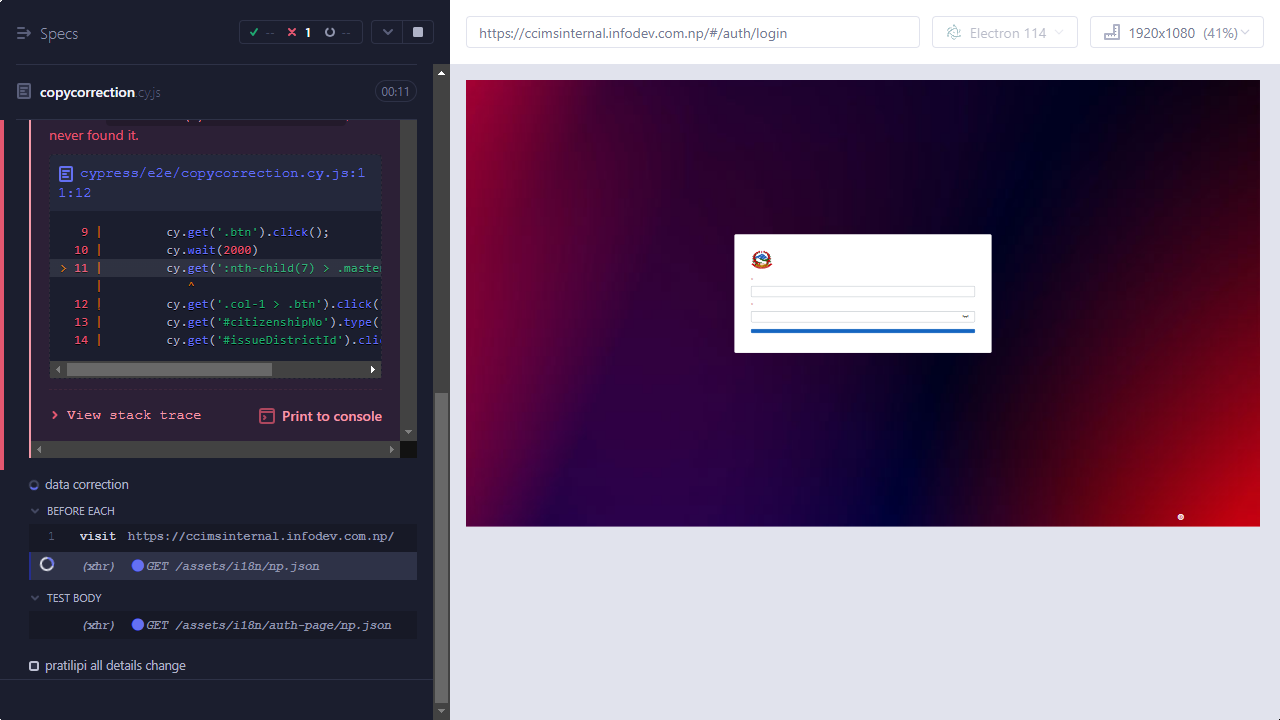 Specs
-- 1 --
https://ccimsinternal.infodev.com.np/#/auth/login
Electron 114
1920x1080 (41%)
copycorrection.cy.js
00:11
never found it.
cypress/e2e/copycorrection.cy.js:1
1:12
9 | cy.get('.btn').click();
10 | cy.wait(2000)
> 11 | cy.get(':nth-child(7) > .maste
| ^
12 | cy.get('.col-1 > .btn').click(
13 | cy.get('#citizenshipNo').type(
14 | cy.get('#issueDistrictId').cli
View stack trace
Print to console
data correction
BEFORE EACH
1 visit https://ccimsinternal.infodev.com.np/
(xhr) GET /assets/i18n/np.json
TEST BODY
(xhr) GET /assets/i18n/auth-page/np.json
pratilipi all details change